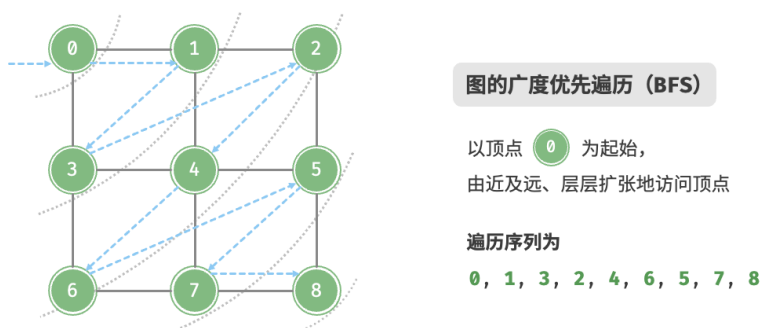 0 1 2
3 4 5
6 7 8
图的广度优先遍历（BFS）
以顶点 0 为起始，
由近及远、层层扩张地访问顶点
遍历序列为
0, 1, 3, 2, 4, 6, 5, 7, 8